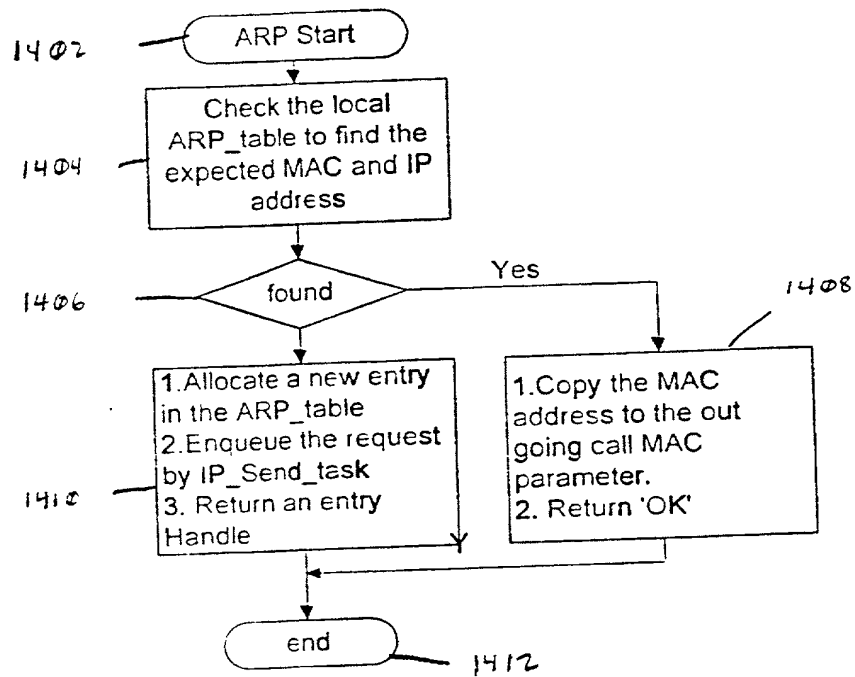 1402
ARP Start
1404
Check the local
ARP_table to find the
expected MAC and IP
address
1406
found
Yes
1408
1410
1.Allocate a new entry
in the ARP_table
2.Enqueue the request
by IP_Send_task
3. Return an entry
Handle
Y
1.Copy the MAC
address to the out
going call MAC
parameter.
2. Return 'OK'
end
1412